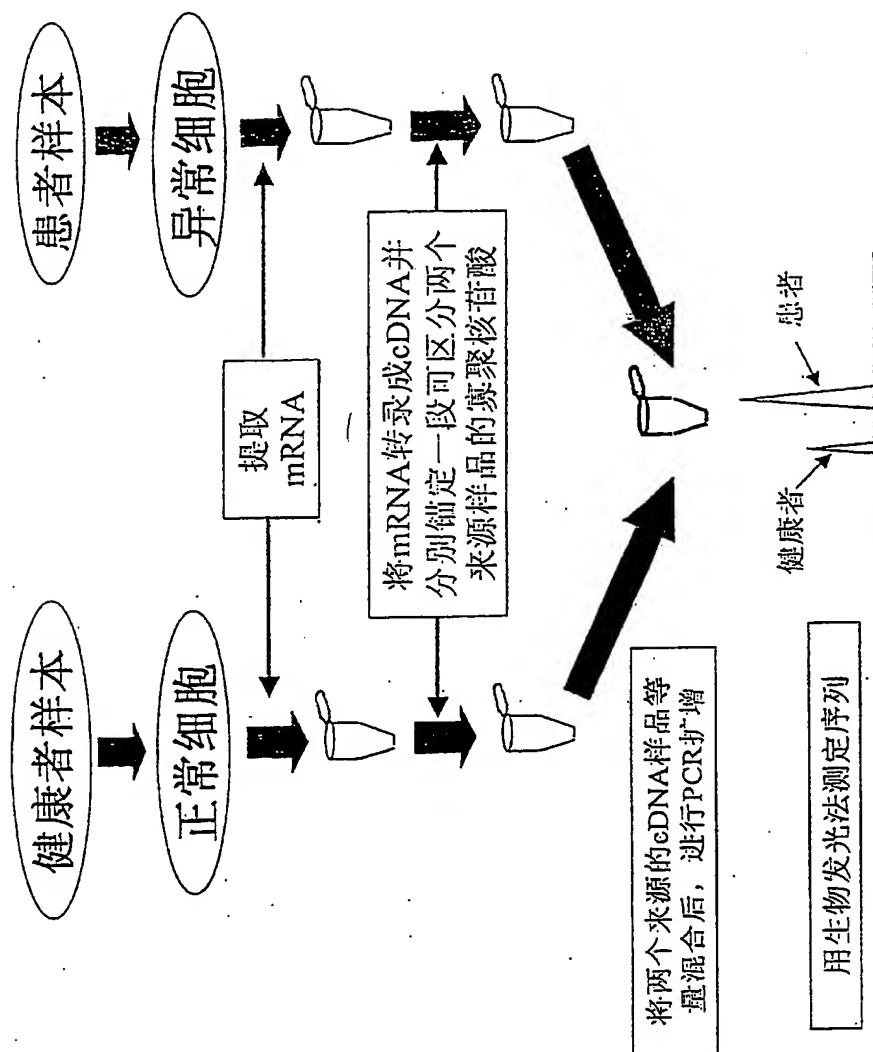 健康者样本
患者样本
正常细胞
异常细胞
提取
mRNA
将mRNA转录成cDNA并
分别锚定一段可区分两个
来源样品的寡聚核苷酸
将两个来源的cDNA样品等
量混合后，进行PCR扩增
健康者
患者
用生物发光法测定序列